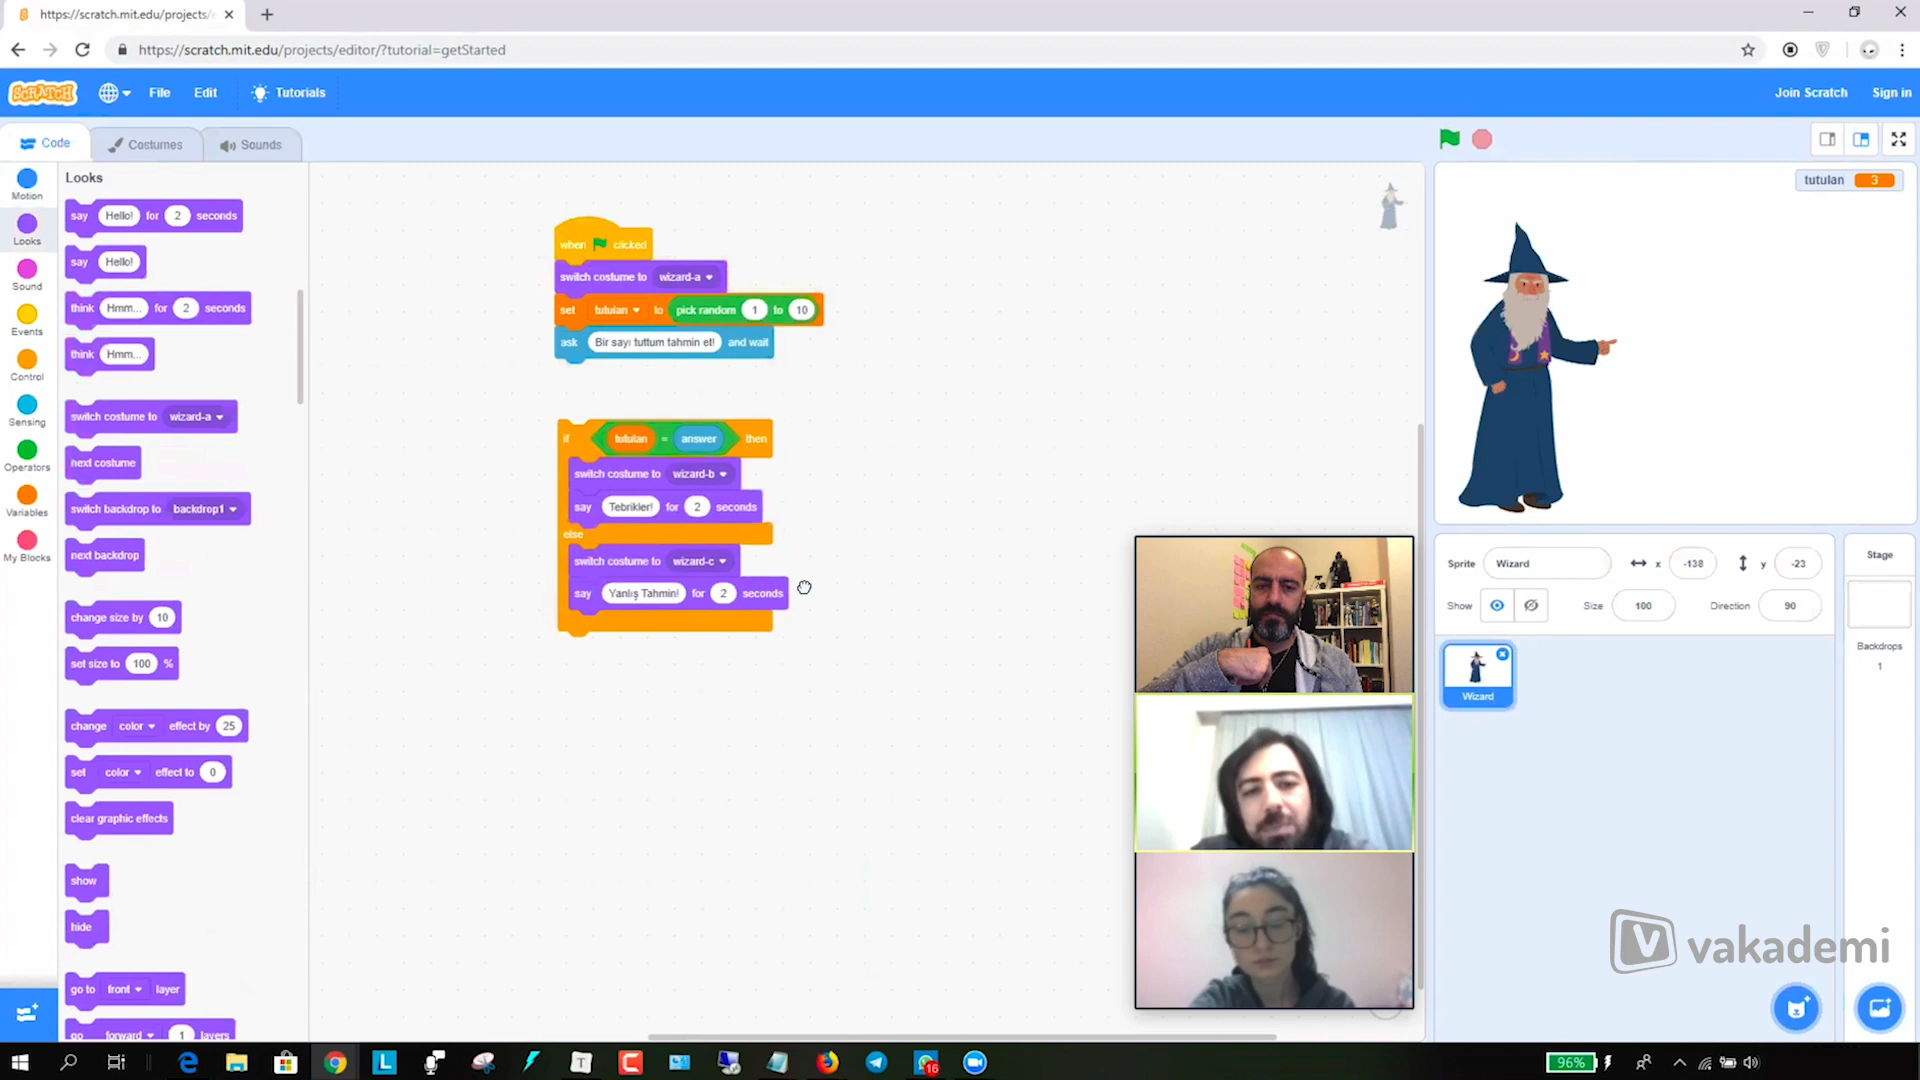 https://scratch.mit.edu/projects/e
https://scratch.mit.edu/projects/editor/?tutorial=getStarted
SCRATCH File Edit Tutorials Join Scratch Sign in
Code Costumes Sounds
Motion
Looks
Sound
Events
Control
Sensing
Operators
Variables
My Blocks
Looks
say Hello! for 2 seconds
say Hello!
think Hmm... for 2 seconds
think Hmm...
switch costume to wizard-a
next costume
switch backdrop to backdrop1
next backdrop
change size by 10
set size to 100 %
change color effect by 25
set color effect to 0
clear graphic effects
show
hide
go to front layer
go forward 1 layers
when clicked
switch costume to wizard-a
set tutulan to pick random 1 to 10
ask Bir sayı tuttum tahmin et! and wait
if tutulan = answer then
switch costume to wizard-b
say Tebrikler! for 2 seconds
else
switch costume to wizard-c
say Yanlış Tahmin! for 2 seconds
tutulan 3
Sprite Wizard x -138 y -23
Show Size 100 Direction 90
Wizard
Stage
Backdrops
1
vakademi
L T C 16
96%